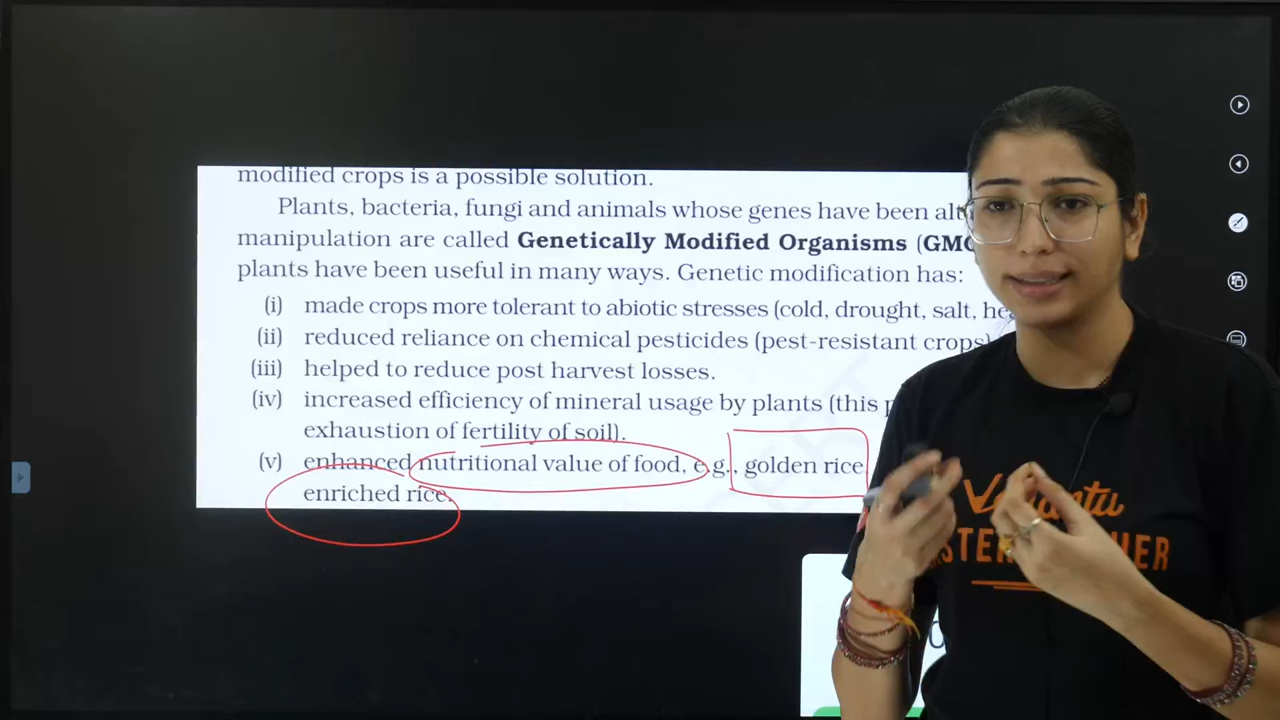 modified crops is a possible solution.
Plants, bacteria, fungi and animals whose genes have been
manipulation are called Genetically Modified Organisms
plants have been useful in many ways. Genetic modification has:
(i) made crops more tolerant to abiotic stresses (cold, drought, salt,
(ii) reduced reliance on chemical pesticides (pest-resistant crops)
(iii) helped to reduce post harvest losses.
(iv) increased efficiency of mineral usage by plants (this
exhaustion of fertility of soil).
(v) enhanced nutritional value of food, e.g., golden rice
enriched rice.